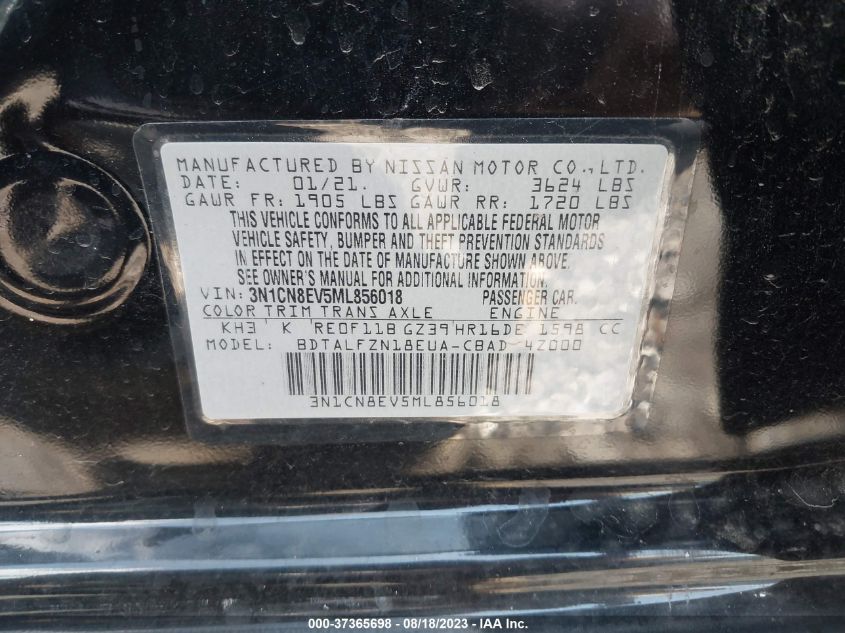 MANUFACTURED BY NISSAN MOTOR CO.,LTD.
DATE: 01/21. GVWR: 3624 LBS
GAWR FR: 1905 LBS GAWR RR: 1720 LBS
THIS VEHICLE CONFORMS TO ALL APPLICABLE FEDERAL MOTOR
VEHICLE SAFETY, BUMPER AND THEFT PREVENTION STANDARDS
IN EFFECT ON THE DATE OF MANUFACTURE SHOWN ABOVE.
SEE OWNER'S MANUAL FOR ADDITIONAL INFORMATION.
VIN: 3N1CN8EV5ML856018 PASSENGER CAR.
COLOR TRIM TRANS AXLE ENGINE
KH3 K RE0F11B GZ39 HR16DE 1598 CC
MODEL: BDTALFZN18EUA-CBAD 4Z000
3N1CN8EV5ML856018
000-37365698 - 08/18/2023 - © IAA, Inc.